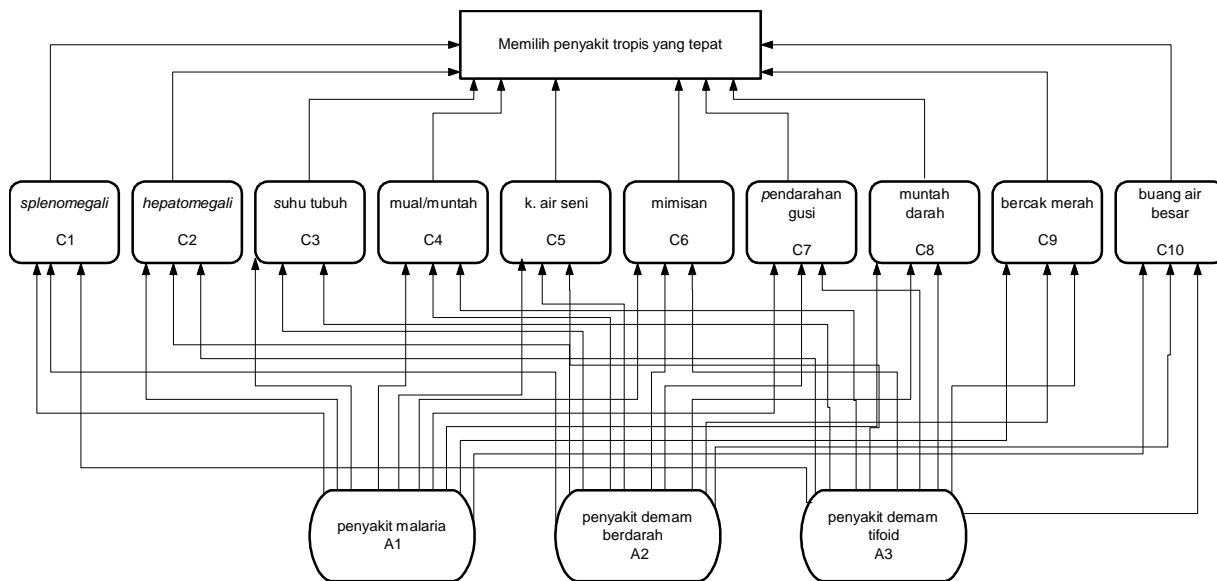 Memilih penyakit tropis yang tepat
splenomegali
C1
hepatomegali
C2
suhu tubuh
C3
mual/muntah
C4
k. air seni
C5
mimisan
C6
pendarahan
gusi
C7
muntah
darah
C8
bercak merah
C9
buang air
besar
C10
penyakit malaria
A1
penyakit demam
berdarah
A2
penyakit demam
tifoid
A3